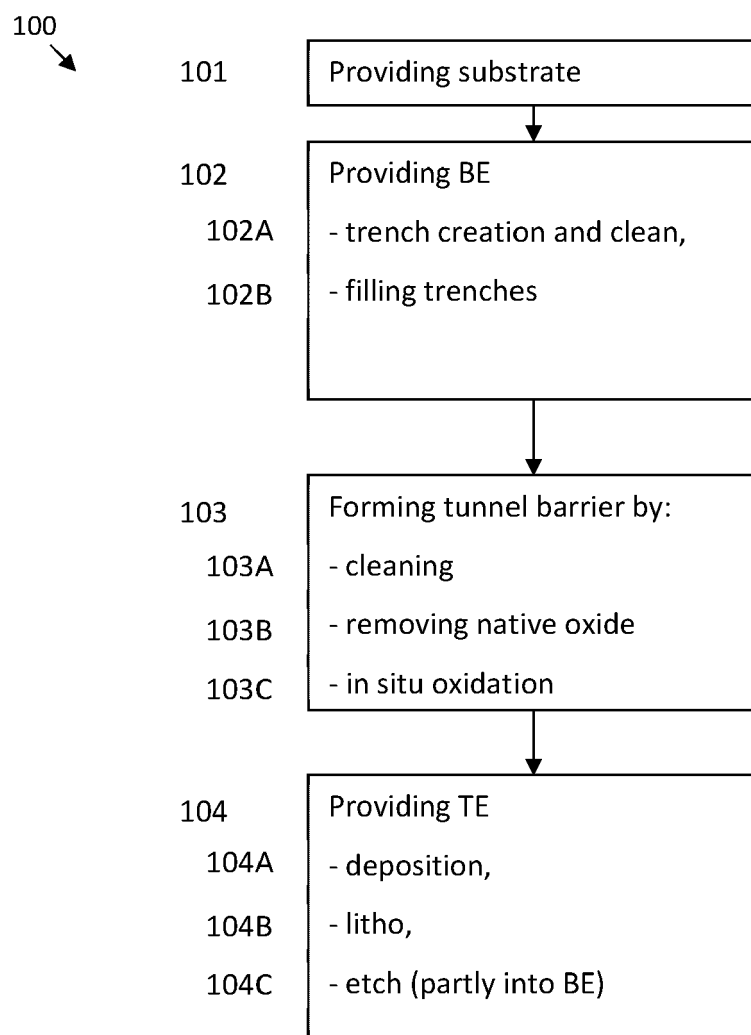 100
101 Providing substrate
102 Providing BE
102A - trench creation and clean,
102B - filling trenches
103 Forming tunnel barrier by:
103A - cleaning
103B - removing native oxide
103C - in situ oxidation
104 Providing TE
104A - deposition,
104B - litho,
104C - etch (partly into BE)